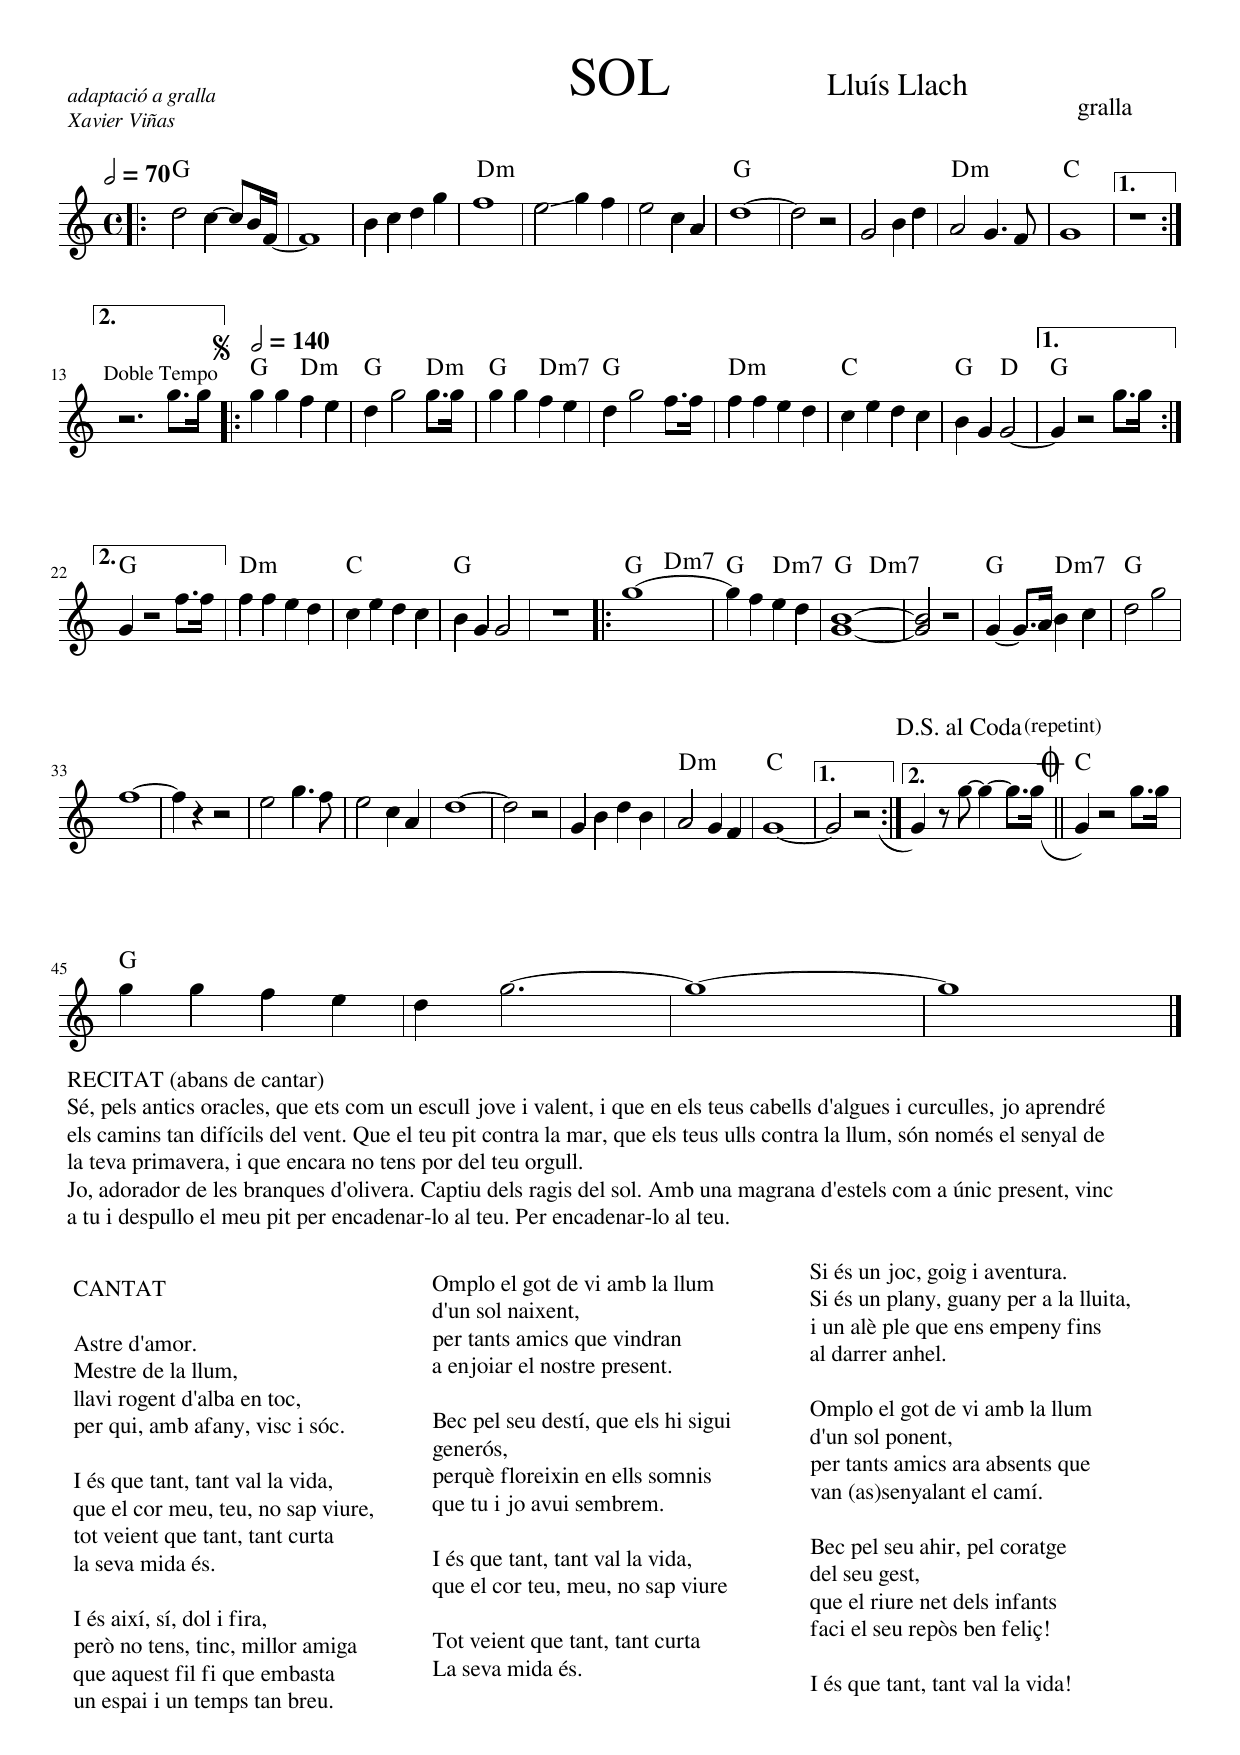 SOL
Lluís Llach
adaptació a gralla
Xavier Viñas
gralla
= 70 G Dm G Dm C 1.
2.
= 140
13 Doble Tempo G Dm G Dm G Dm7 G Dm C G D 1. G
22 2. G Dm C G G Dm7 G Dm7 G Dm7 G Dm7 G
D.S. al Coda (repetint)
33 Dm C 1. 2. C
45 G
RECITAT (abans de cantar)
Sé, pels antics oracles, que ets com un escull jove i valent, i que en els teus cabells d'algues i curculles, jo aprendré
els camins tan difícils del vent. Que el teu pit contra la mar, que els teus ulls contra la llum, són només el senyal de
la teva primavera, i que encara no tens por del teu orgull.
Jo, adorador de les branques d'olivera. Captiu dels ragis del sol. Amb una magrana d'estels com a únic present, vinc
a tu i despullo el meu pit per encadenar-lo al teu. Per encadenar-lo al teu.
CANTAT
Astre d'amor.
Mestre de la llum,
llavi rogent d'alba en toc,
per qui, amb afany, visc i sóc.
I és que tant, tant val la vida,
que el cor meu, teu, no sap viure,
tot veient que tant, tant curta
la seva mida és.
I és així, sí, dol i fira,
però no tens, tinc, millor amiga
que aquest fil fi que embasta
un espai i un temps tan breu.
Omplo el got de vi amb la llum
d'un sol naixent,
per tants amics que vindran
a enjoiar el nostre present.
Bec pel seu destí, que els hi sigui
generós,
perquè floreixin en ells somnis
que tu i jo avui sembrem.
I és que tant, tant val la vida,
que el cor teu, meu, no sap viure
Tot veient que tant, tant curta
La seva mida és.
Si és un joc, goig i aventura.
Si és un plany, guany per a la lluita,
i un alè ple que ens empeny fins
al darrer anhel.
Omplo el got de vi amb la llum
d'un sol ponent,
per tants amics ara absents que
van (as)senyalant el camí.
Bec pel seu ahir, pel coratge
del seu gest,
que el riure net dels infants
faci el seu repòs ben feliç!
I és que tant, tant val la vida!